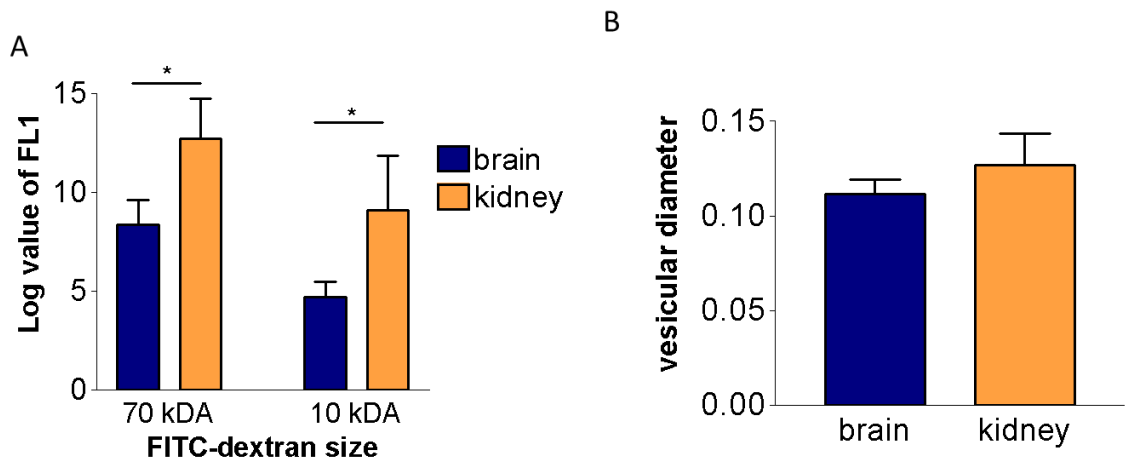 A
Log value of FL1
15
10
5
0
*
*
70 kDA
10 kDA
FITC-dextran size
brain
kidney
B
vesicular diameter
0.15
0.10
0.05
0.00
brain
kidney